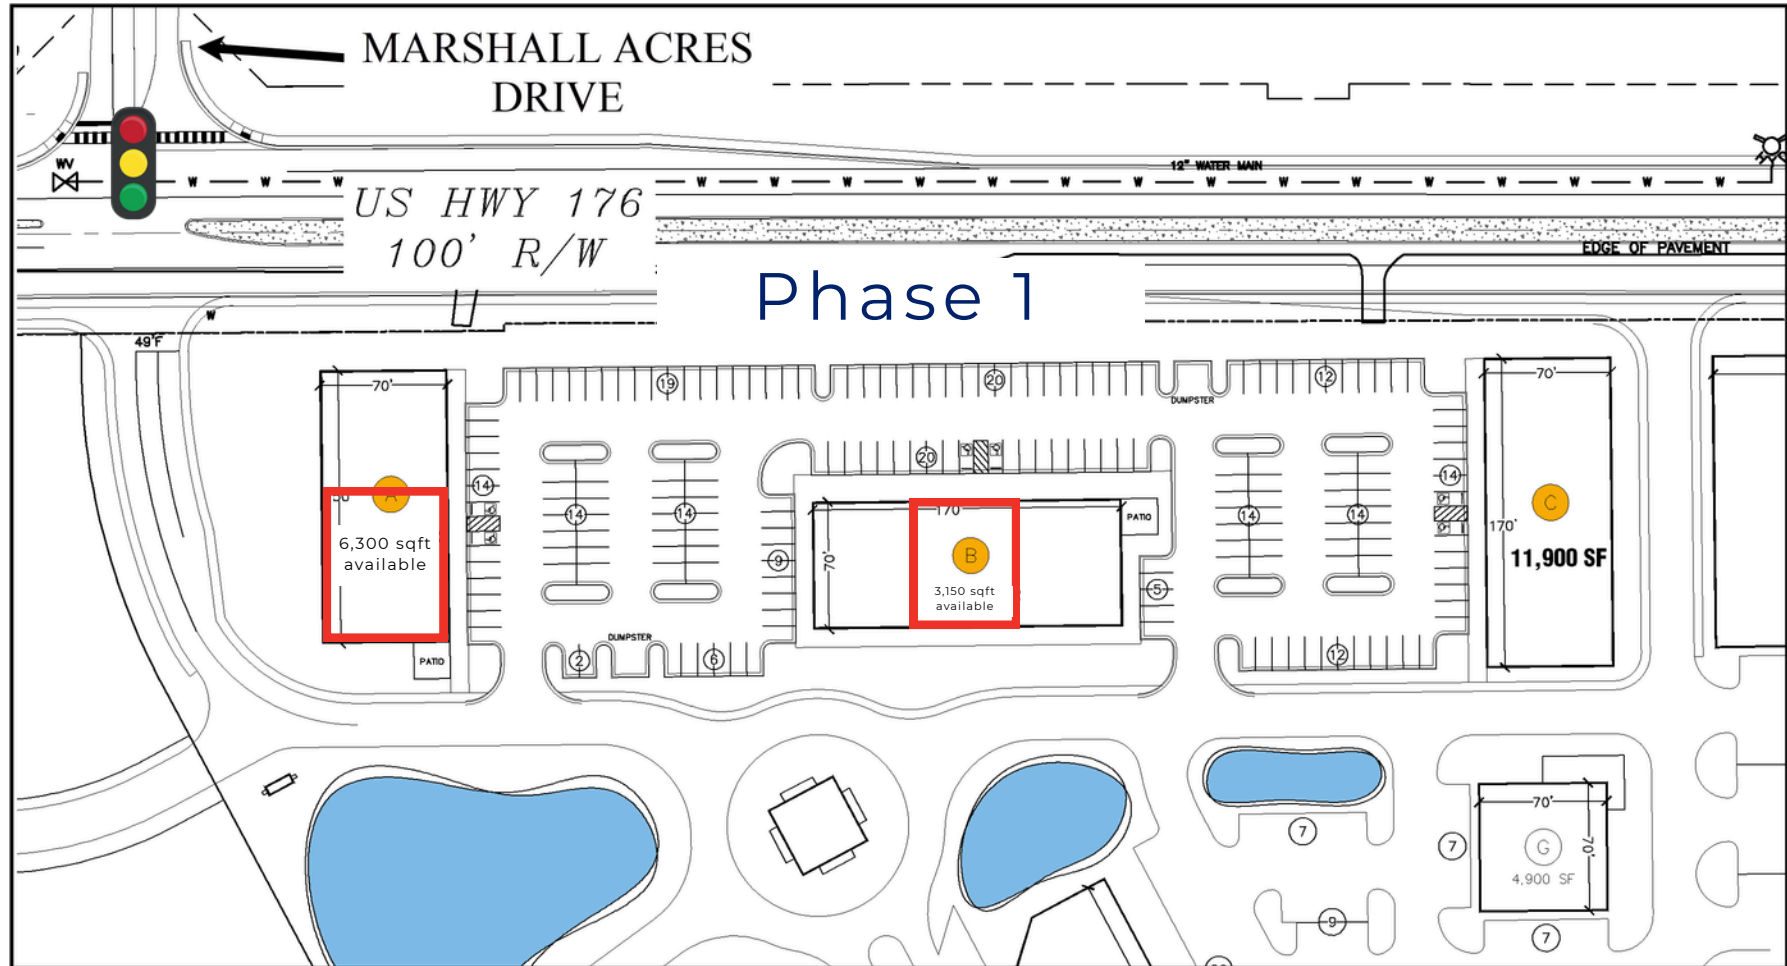 MARSHALL ACRES
DRIVE
WV
12" WATER MAIN
W W W W W W W W W W W W W W W W W W
US HWY 176
100' R/W
EDGE OF PAVEMENT
Phase 1
W
49'F
70'
19
20
12
70'
DUMPSTER
20
14
14
14
14
14
14
A
6,300 sqft
available
170'
PATIO
B
3,150 sqft
available
70'
9
5
C
170'
11,900 SF
DUMPSTER
PATIO
2
6
12
70'
7
7
G
70'
4,900 SF
9
7